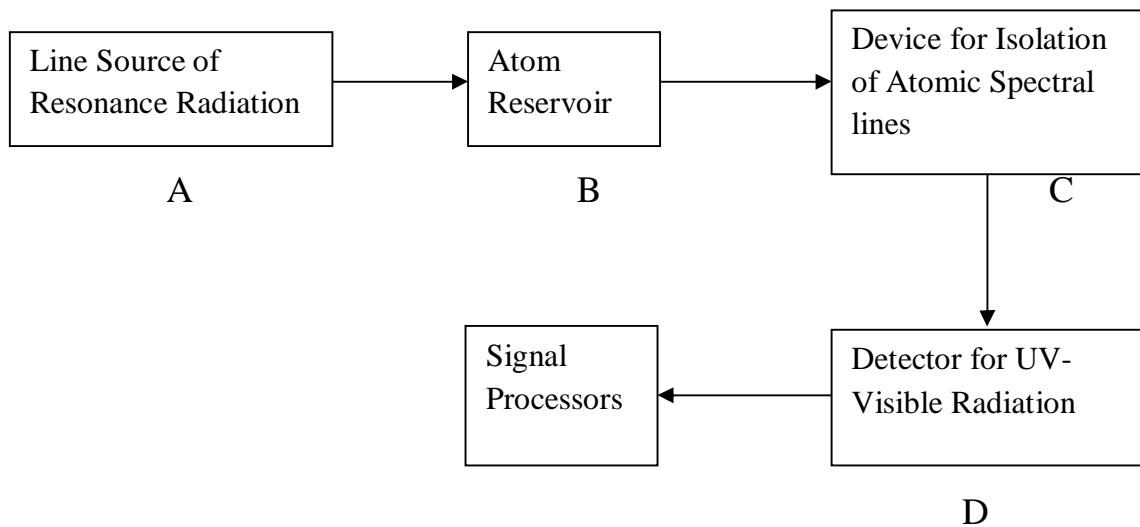 Line Source of
Resonance Radiation
Atom
Reservoir
Device for Isolation
of Atomic Spectral
lines
A
B
C
Signal
Processors
Detector for UV-
Visible Radiation
D